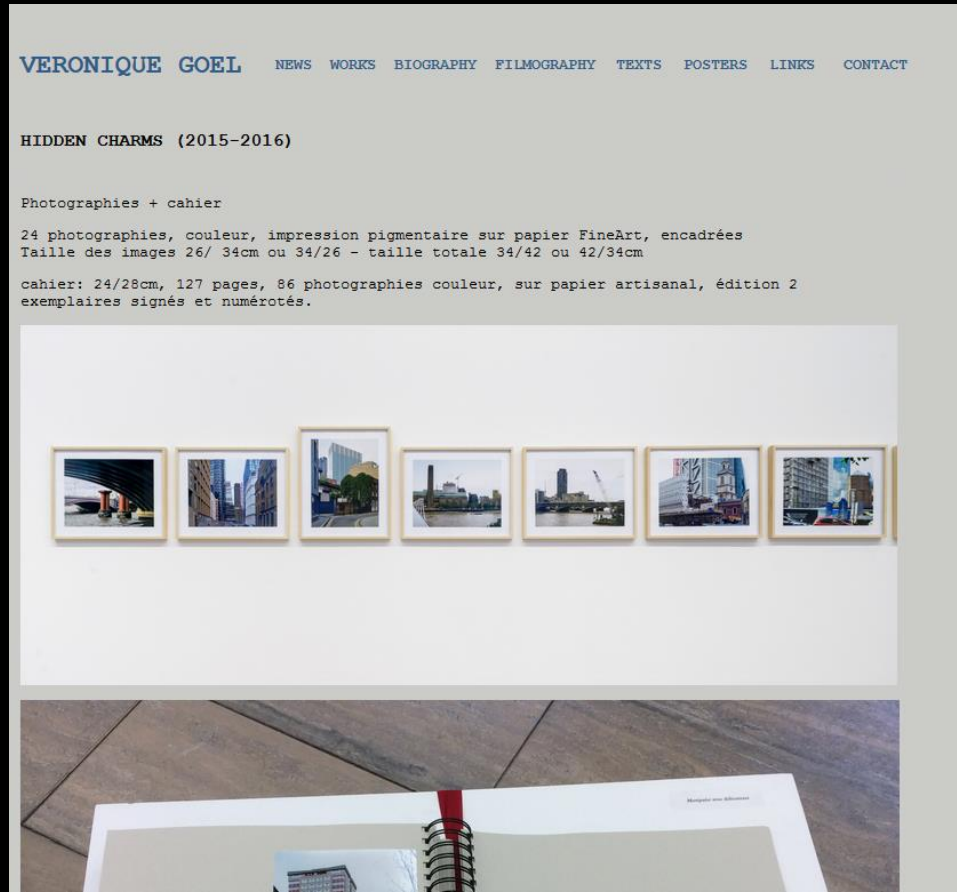 VERONIQUE GOEL NEWS WORKS BIOGRAPHY FILMOGRAPHY TEXTS POSTERS LINKS CONTACT
HIDDEN CHARMS (2015-2016)
Photographies + cahier
24 photographies, couleur, impression pigmentaire sur papier FineArt, encadrées
Taille des images 26/ 34cm ou 34/26 - taille totale 34/42 ou 42/34cm
cahier: 24/28cm, 127 pages, 86 photographies couleur, sur papier artisanal, édition 2
exemplaires signés et numérotés.